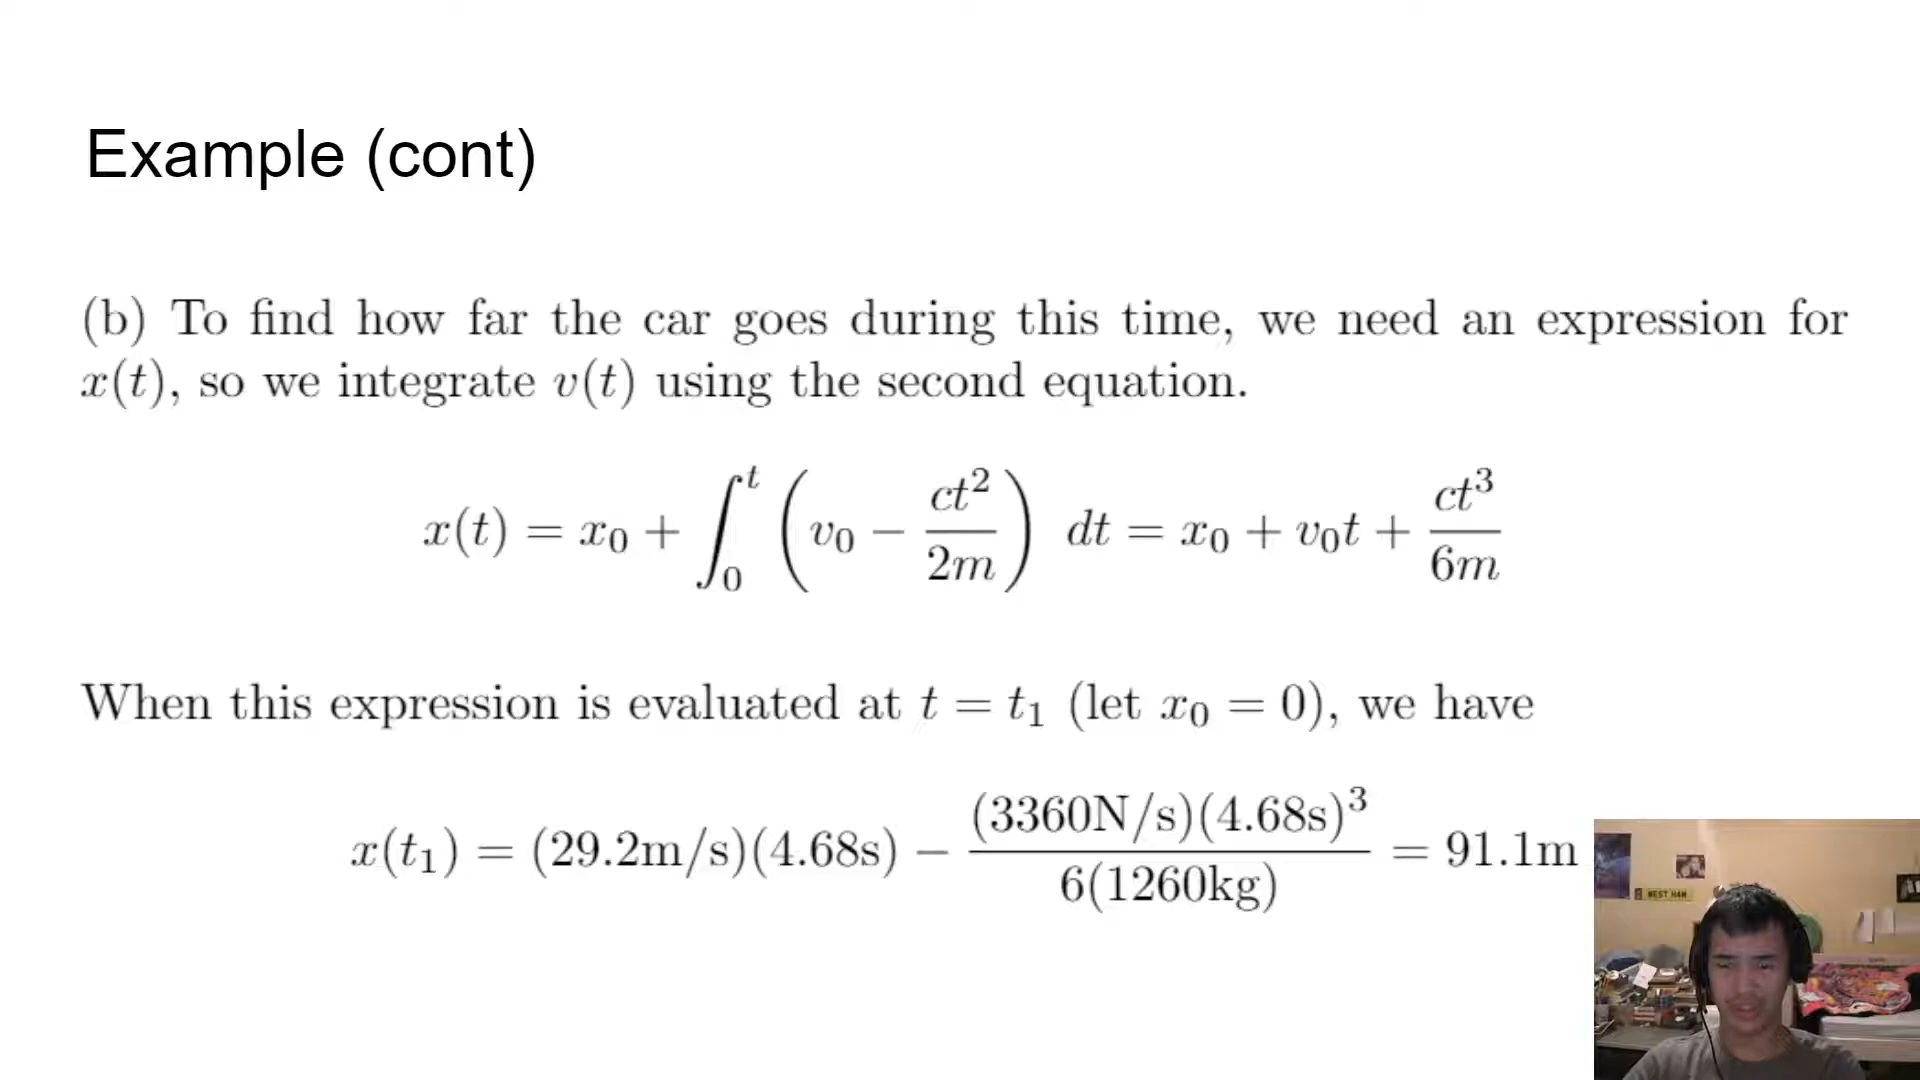 Example (cont)
(b) To find how far the car goes during this time, we need an expression for
x(t), so we integrate v(t) using the second equation.
x(t) = x₀ + ∫₀ᵗ (v₀ − ct²/2m) dt = x₀ + v₀t + ct³/6m
When this expression is evaluated at t = t₁ (let x₀ = 0), we have
x(t₁) = (29.2m/s)(4.68s) − (3360N/s)(4.68s)³/6(1260kg) = 91.1m
WEST HAM